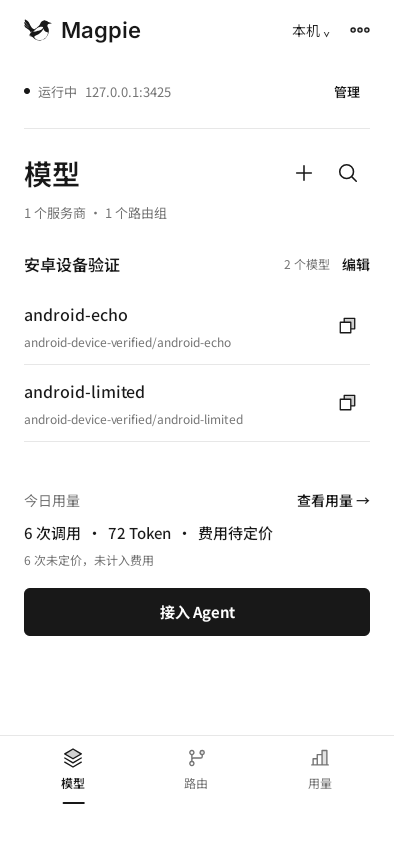 Magpie
本机
运行中 127.0.0.1:3425
管理
模型
1 个服务商 · 1 个路由组
安卓设备验证
2 个模型 编辑
android-echo
android-device-verified/android-echo
android-limited
android-device-verified/android-limited
今日用量
查看用量 →
6 次调用 · 72 Token · 费用待定价
6 次未定价，未计入费用
接入 Agent
模型
路由
用量